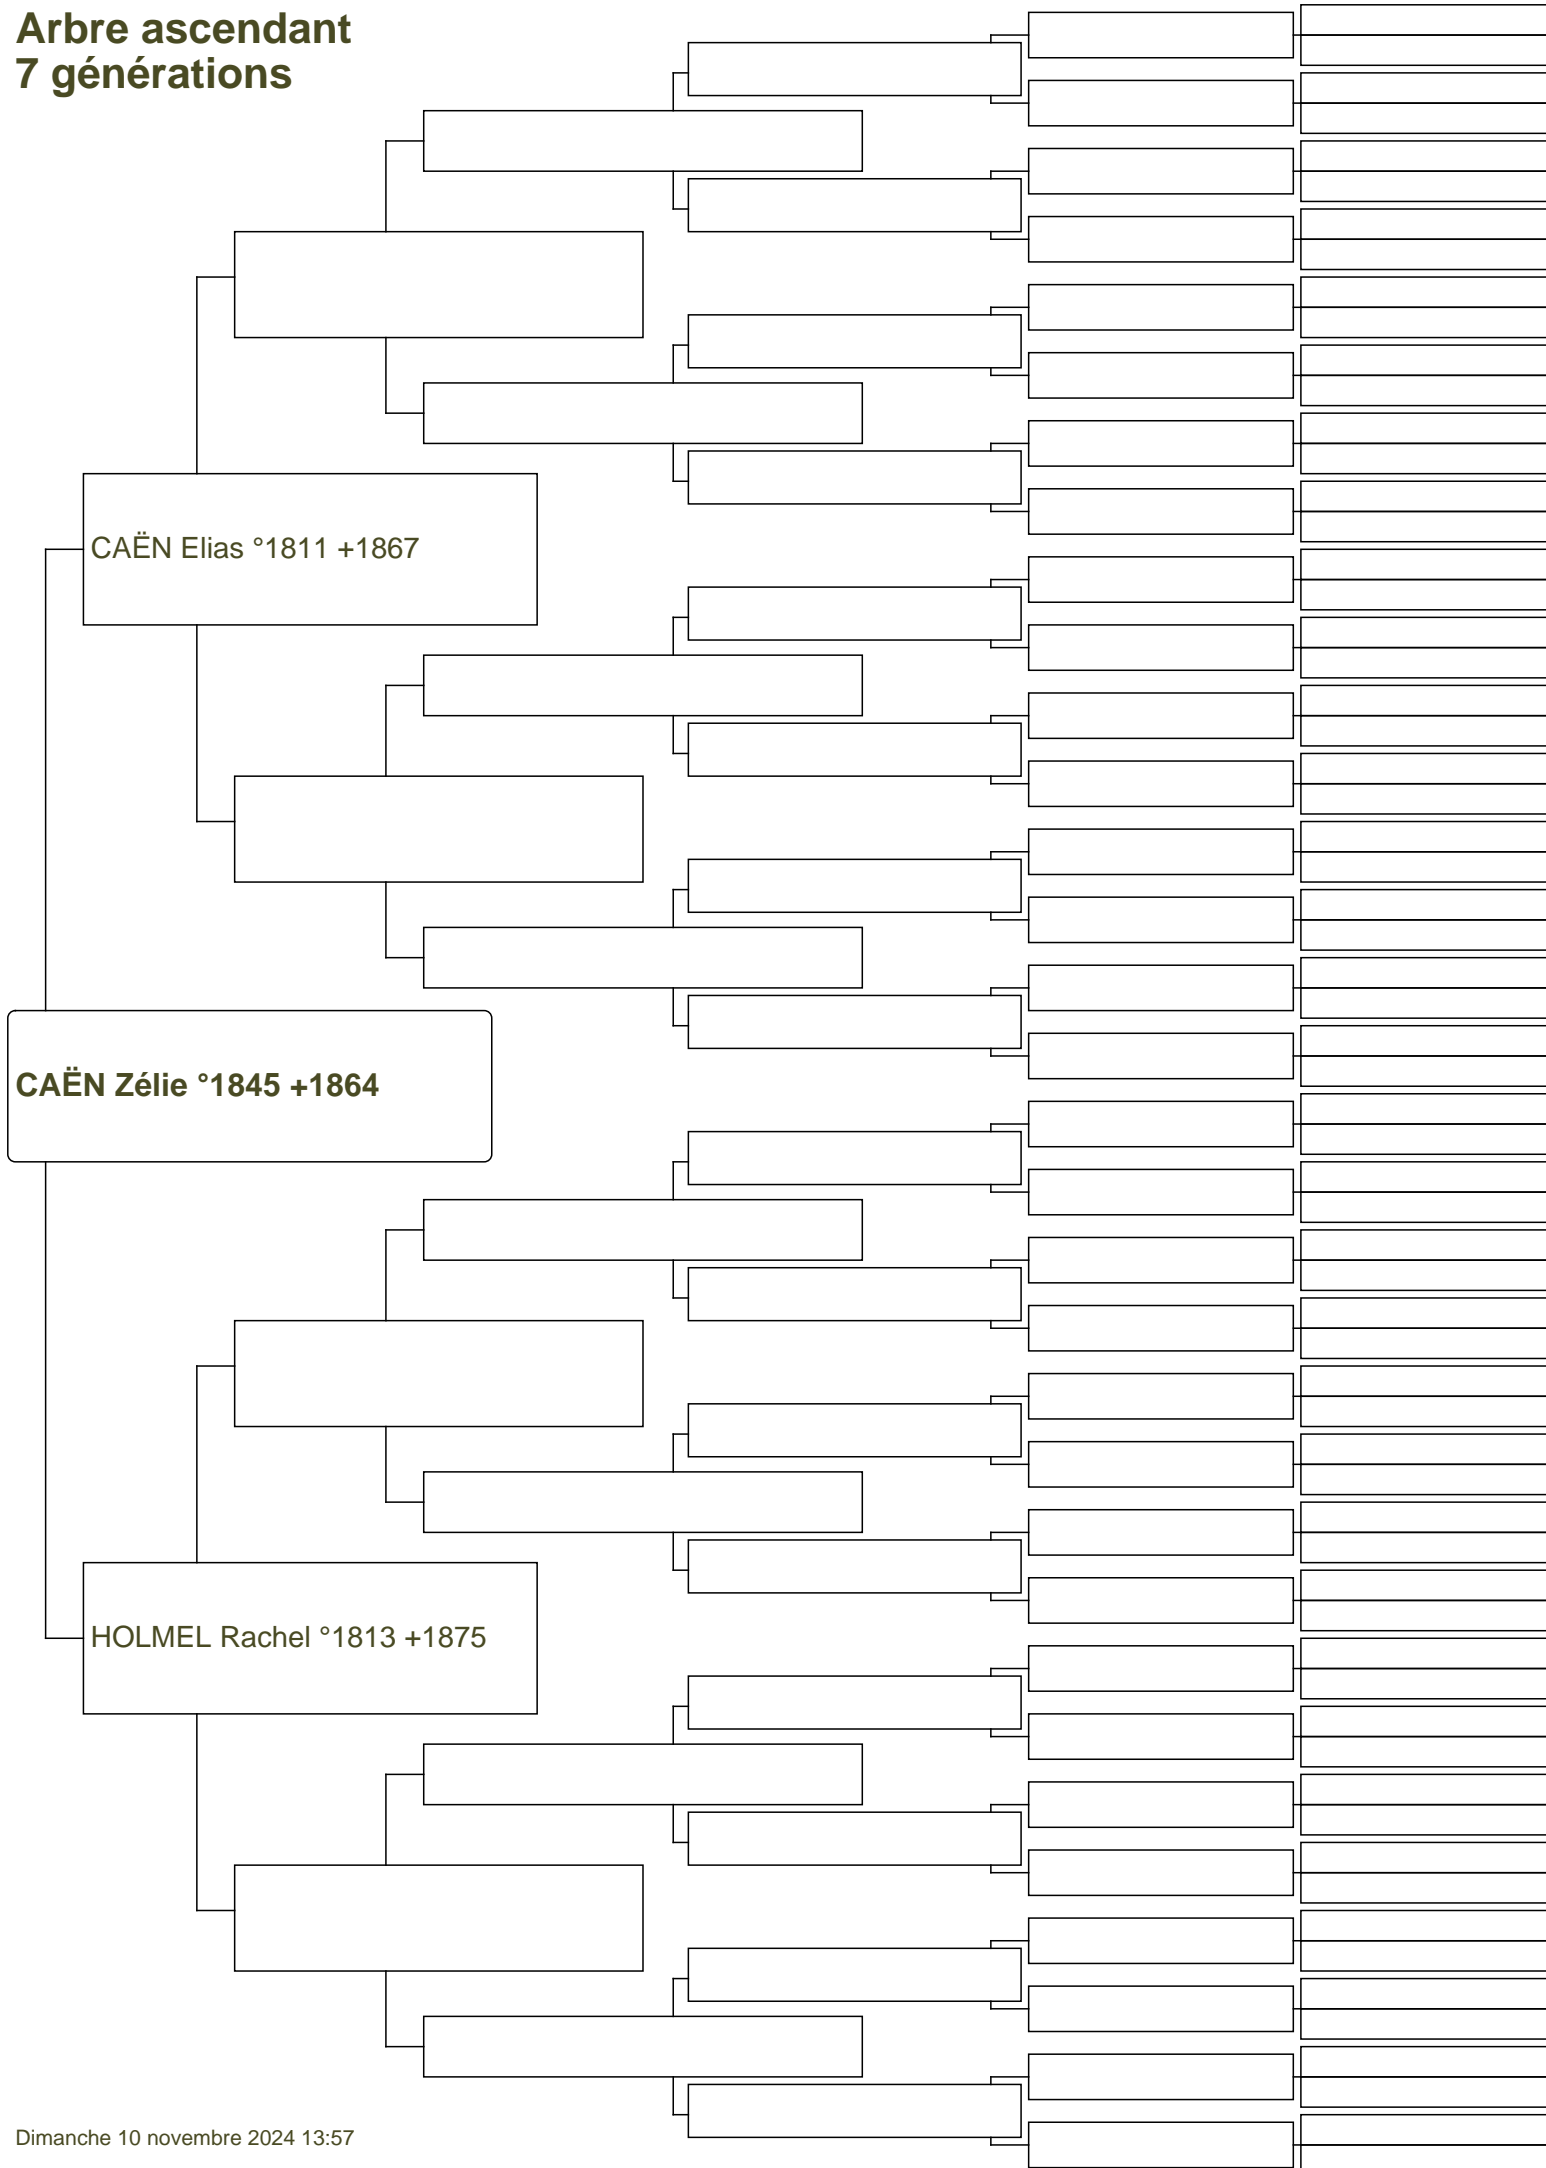 Arbre ascendant
7 générations
CAËN Elias °1811 +1867
CAËN Zélie °1845 +1864
HOLMEL Rachel °1813 +1875
Dimanche 10 novembre 2024 13:57